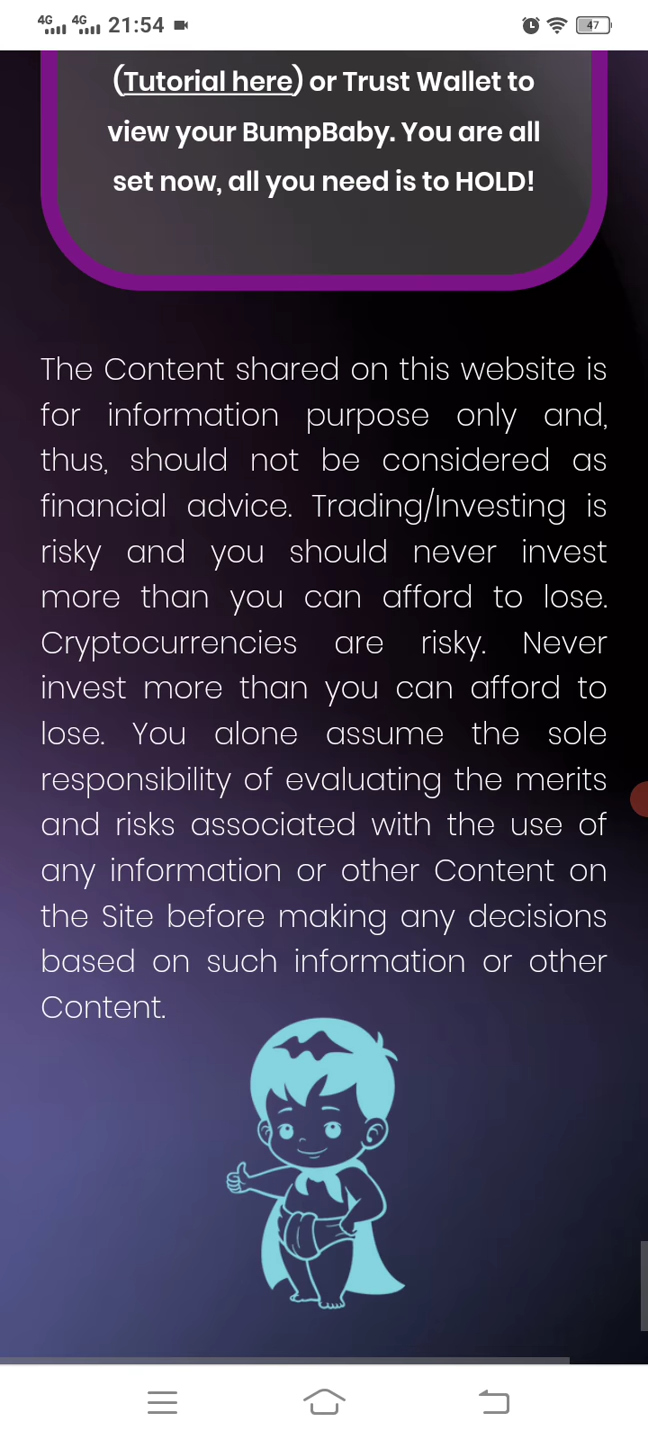 4G 4G 21:54 47
(Tutorial here) or Trust Wallet to
view your BumpBaby. You are all
set now, all you need is to HOLD!
The Content shared on this website is
for information purpose only and,
thus, should not be considered as
financial advice. Trading/Investing is
risky and you should never invest
more than you can afford to lose.
Cryptocurrencies are risky. Never
invest more than you can afford to
lose. You alone assume the sole
responsibility of evaluating the merits
and risks associated with the use of
any information or other Content on
the Site before making any decisions
based on such information or other
Content.